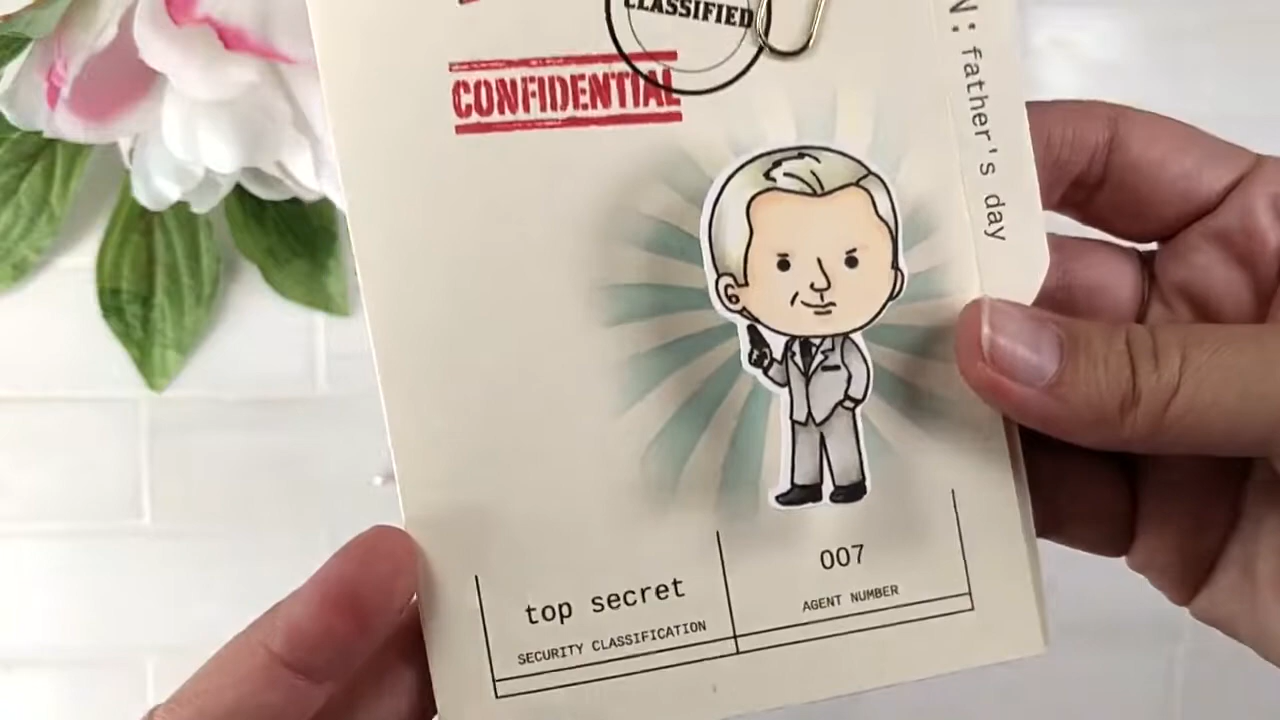 CLASSIFIED
CONFIDENTIAL
N: father's day
007
AGENT NUMBER
top secret
SECURITY CLASSIFICATION